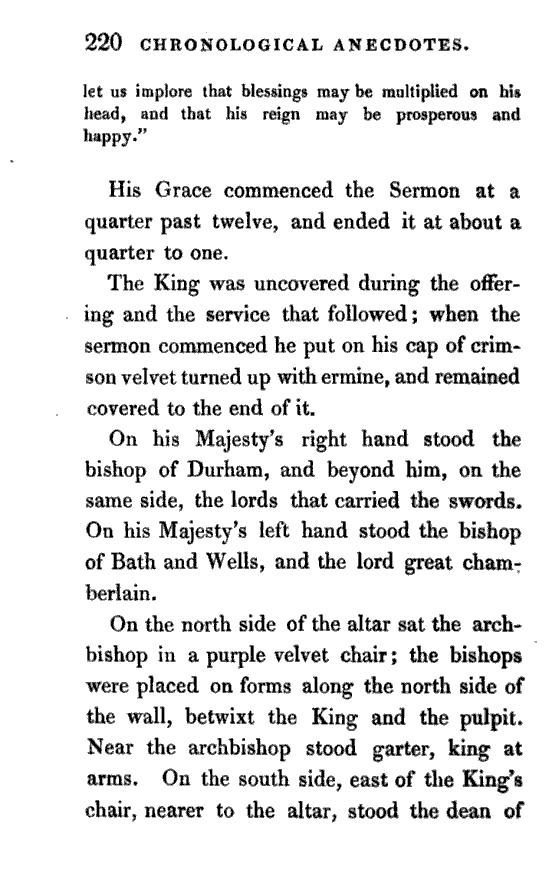 220 CHRONOLOGICAL ANECDOTES.
let us implore that blessings may be multiplied on his
head, and that his reign may be prosperous and
happy.”
His Grace commenced the Sermon at a
quarter past twelve, and ended it at about a
quarter to one.
The King was uncovered during the offer-
ing and the service that followed; when the
sermon commenced he put on his cap of crim-
son velvet turned up with ermine, and remained
covered to the end of it.
On his Majesty’s right hand stood the
bishop of Durham, and beyond him, on the
same side, the lords that carried the swords.
On his Majesty’s left hand stood the bishop
of Bath and Wells, and the lord great cham-
berlain.
On the north side of the altar sat the arch-
bishop in a purple velvet chair; the bishops
were placed on forms along the north side of
the wall, betwixt the King and the pulpit.
Near the archbishop stood garter, king at
arms. On the south side, east of the King’s
chair, nearer to the altar, stood the dean of